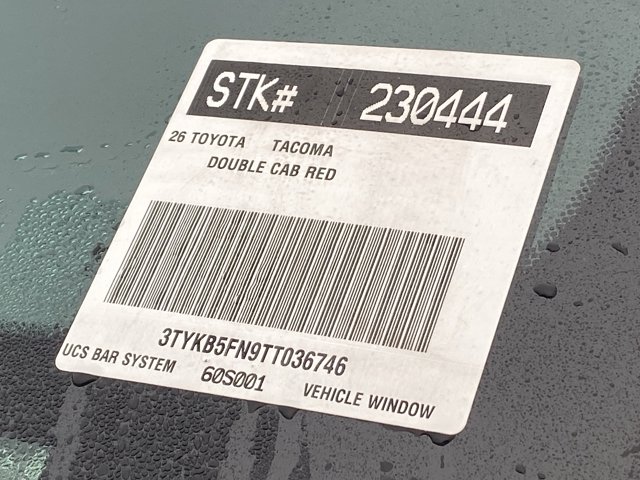 STK# 230444
26 TOYOTA TACOMA
DOUBLE CAB RED
3TYKB5FN9TT036746
UCS BAR SYSTEM 60S001 VEHICLE WINDOW